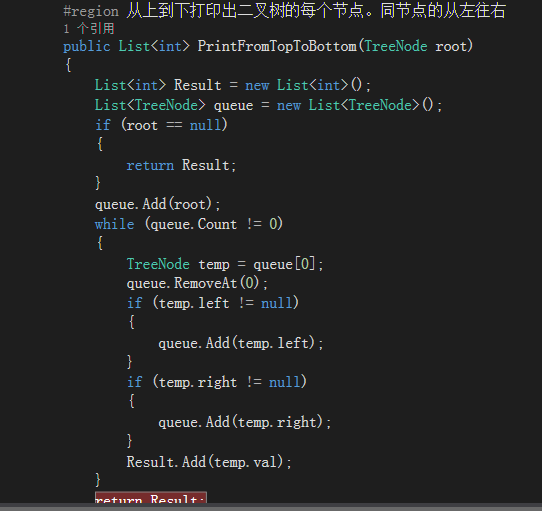 #region 从上到下打印出二叉树的每个节点。同节点的从左往右
1 个引用
public List<int> PrintFromTopToBottom(TreeNode root)
{
List<int> Result = new List<int>();
List<TreeNode> queue = new List<TreeNode>();
if (root == null)
{
return Result;
}
queue.Add(root);
while (queue.Count != 0)
{
TreeNode temp = queue[0];
queue.RemoveAt(0);
if (temp.left != null)
{
queue.Add(temp.left);
}
if (temp.right != null)
{
queue.Add(temp.right);
}
Result.Add(temp.val);
}
return Result;